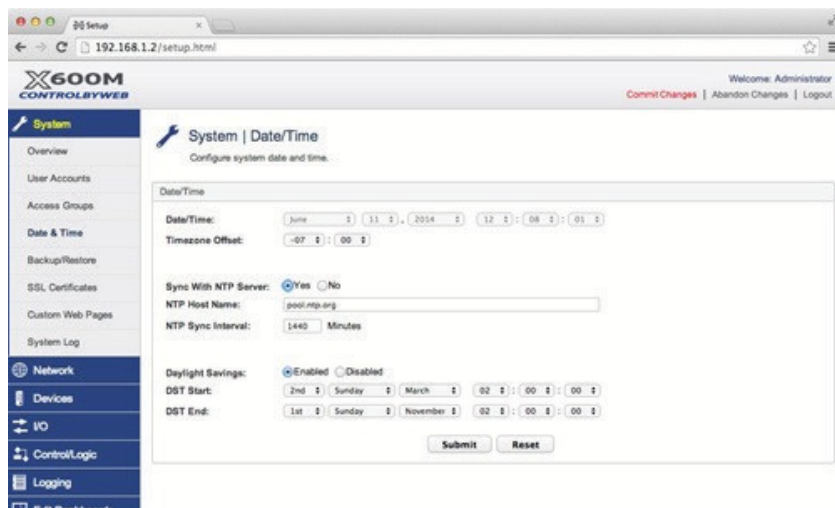 Setup
192.168.1.2/setup.html
X600M
CONTROLBYWEB
Welcome: Administrator
Commit Changes | Abandon Changes | Logout
System
Overview
User Accounts
Access Groups
Date & Time
Backup/Restore
SSL Certificates
Custom Web Pages
System Log
Network
Devices
I/O
Control/Logic
Logging
System | Date/Time
Configure system date and time.
Date/Time
Date/Time: June 11 , 2014 12 : 08 : 01
Timezone Offset: -07 : 00
Sync With NTP Server: Yes No
NTP Host Name: pool.ntp.org
NTP Sync Interval: 1440 Minutes
Daylight Savings: Enabled Disabled
DST Start: 2nd Sunday March 02 : 00 : 00
DST End: 1st Sunday November 02 : 00 : 00
Submit Reset